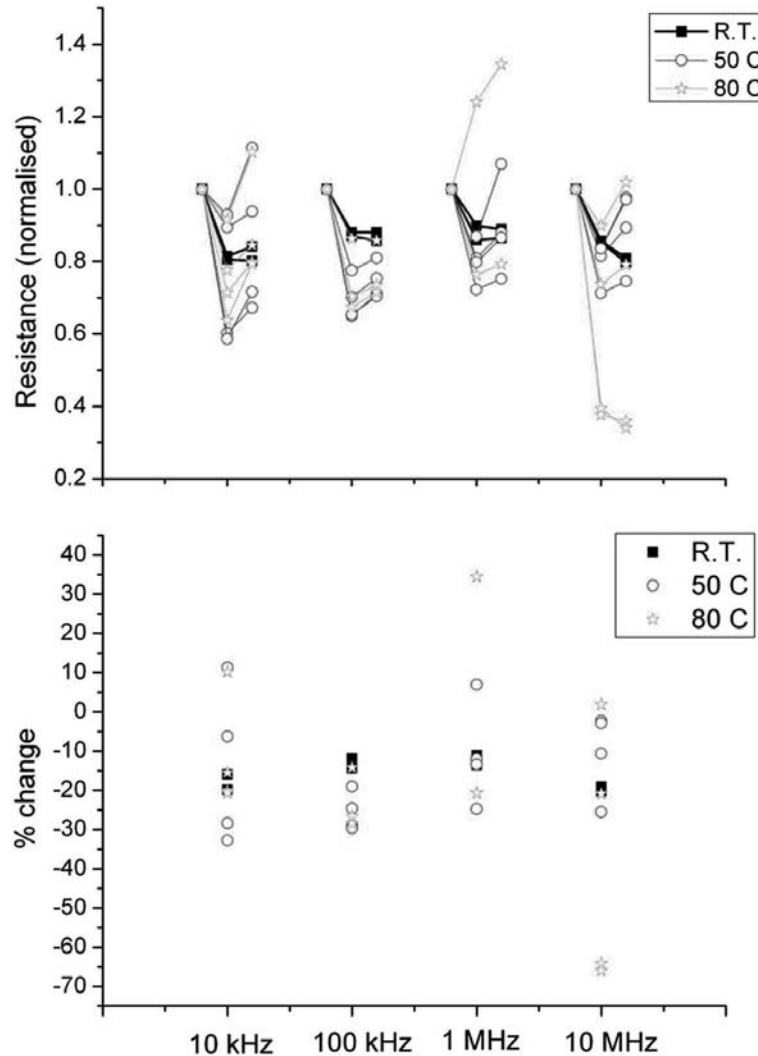 1.4
1.2
1.0
0.8
0.6
0.4
0.2
Resistance (normalised)
R.T.
50 C
80 C
40
30
20
10
0
-10
-20
-30
-40
-50
-60
-70
% change
R.T.
50 C
80 C
10 kHz 100 kHz 1 MHz 10 MHz